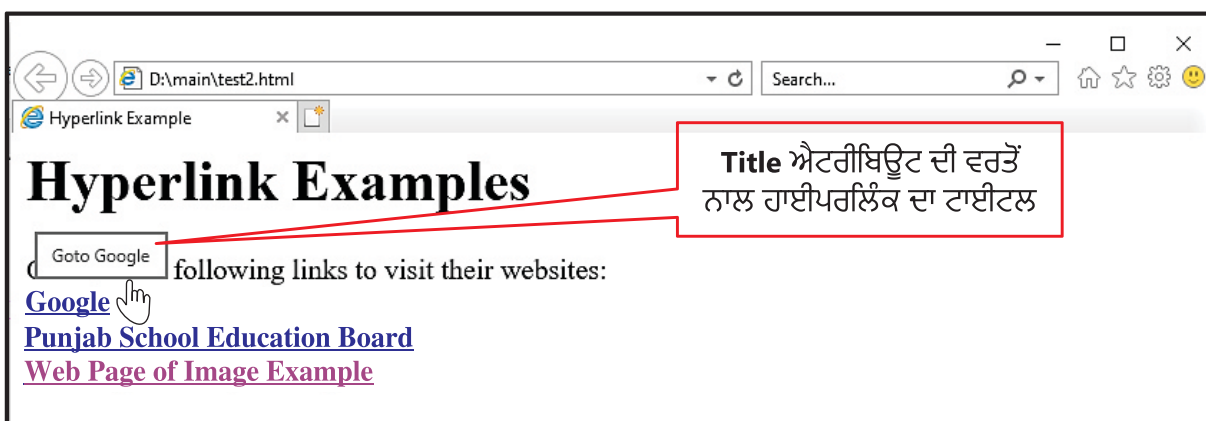 D:\main\test2.html
Search...
Hyperlink Example
Title ਐਟਰੀਬਿਊਟ ਦੀ ਵਰਤੋਂ
ਨਾਲ ਹਾਈਪਰਲਿੰਕ ਦਾ ਟਾਈਟਲ
Hyperlink Examples
Goto Google
following links to visit their websites:
Google
Punjab School Education Board
Web Page of Image Example